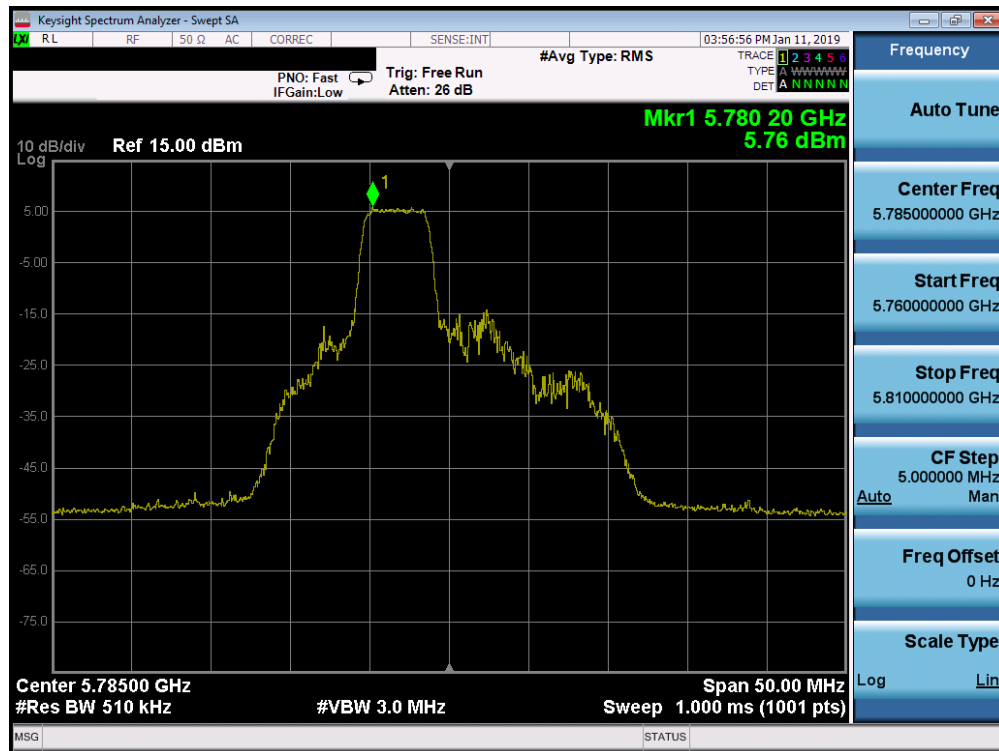 Keysight Spectrum Analyzer - Swept SA
LXI RL RF 50 Ω AC CORREC SENSE:INT 03:56:56 PM Jan 11, 2019
#Avg Type: RMS TRACE 1 2 3 4 5 6
PNO: Fast Trig: Free Run TYPE A WWWWW
IFGain:Low Atten: 26 dB DET A N N N N N
Mkr1 5.780 20 GHz
5.76 dBm
10 dB/div Ref 15.00 dBm
Log
1
5.00
-5.00
-15.0
-25.0
-35.0
-45.0
-55.0
-65.0
-75.0
Center 5.78500 GHz Span 50.00 MHz
#Res BW 510 kHz #VBW 3.0 MHz Sweep 1.000 ms (1001 pts)
MSG STATUS
Frequency
Auto Tune
Center Freq
5.785000000 GHz
Start Freq
5.760000000 GHz
Stop Freq
5.810000000 GHz
CF Step
5.000000 MHz
Auto Man
Freq Offset
0 Hz
Scale Type
Log Lin